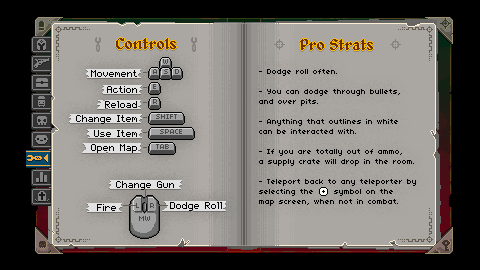 Controls
Movement
W
A S D
Action
E
Reload
R
Change Item
SHIFT
Use Item
SPACE
Open Map
TAB
Change Gun
Fire
L R
Dodge Roll
MW
Pro Strats
- Dodge roll often.
- You can dodge through bullets,
and over pits.
- Anything that outlines in white
can be interacted with.
- If you are totally out of ammo,
a supply crate will drop in the room.
- Teleport back to any teleporter by
selecting the symbol on the
map screen, when not in combat.